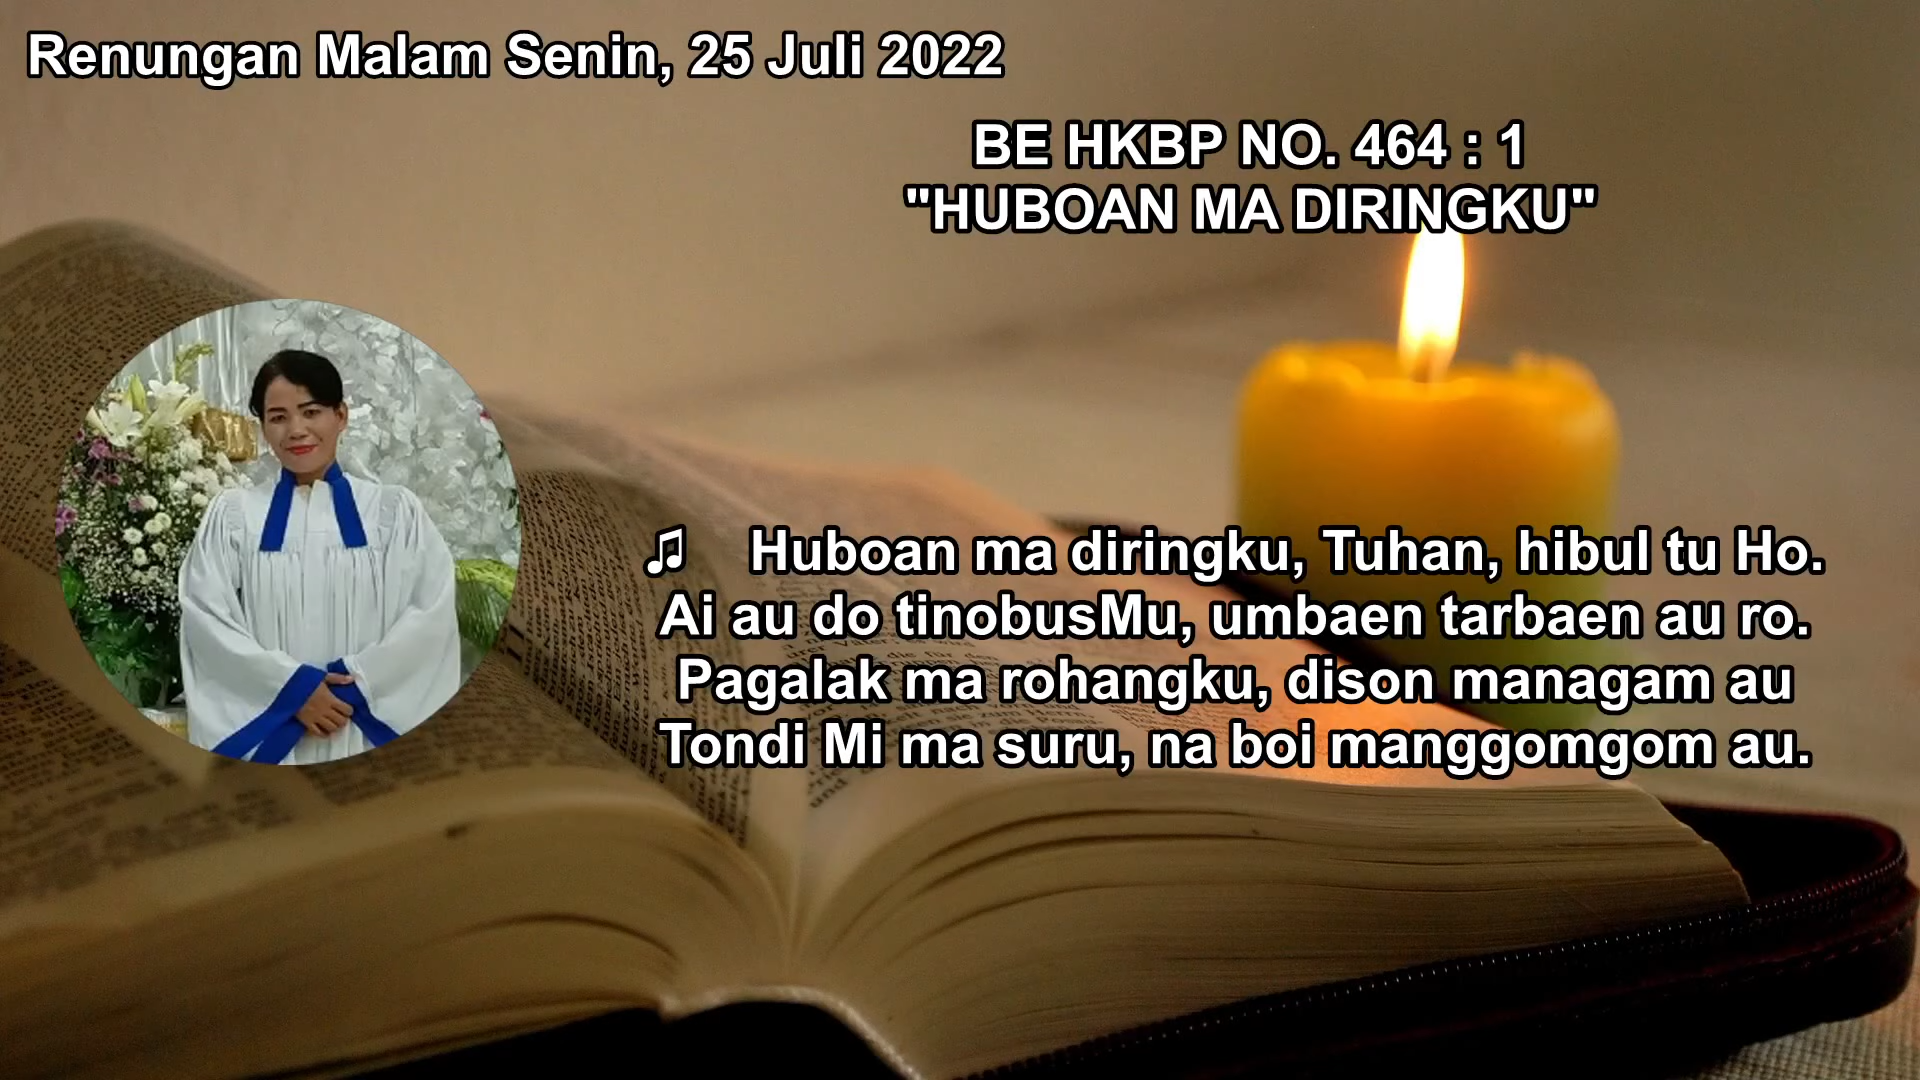 Renungan Malam Senin, 25 Juli 2022
BE HKBP NO. 464 : 1
"HUBOAN MA DIRINGKU"
♫ Huboan ma diringku, Tuhan, hibul tu Ho.
Ai au do tinobusMu, umbaen tarbaen au ro.
Pagalak ma rohangku, dison managam au
Tondi Mi ma suru, na boi manggomgom au.